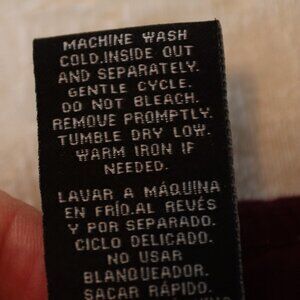 MACHINE WASH
COLD.INSIDE OUT
AND SEPARATELY.
GENTLE CYCLE.
DO NOT BLEACH.
REMOVE PROMPTLY.
TUMBLE DRY LOW.
WARM IRON IF
NEEDED.
LAVAR A MÁQUINA
EN FRÍO.AL REVÉS
Y POR SEPARADO.
CICLO DELICADO.
NO USAR
BLANQUEADOR.
SACAR RÁPIDO.